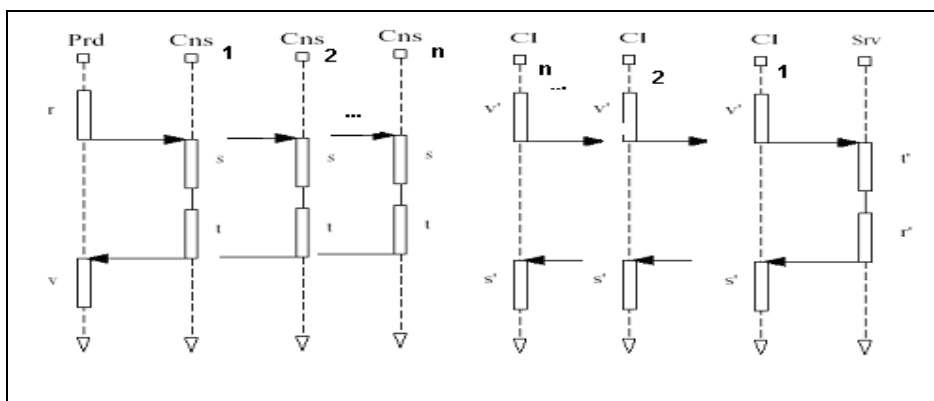 Prd Cns 1 Cns 2 Cns n Cl n Cl 2 Cl 1 Srv
... ...
r v' v' v'
s s s t'
t t t r'
v s' s' s'